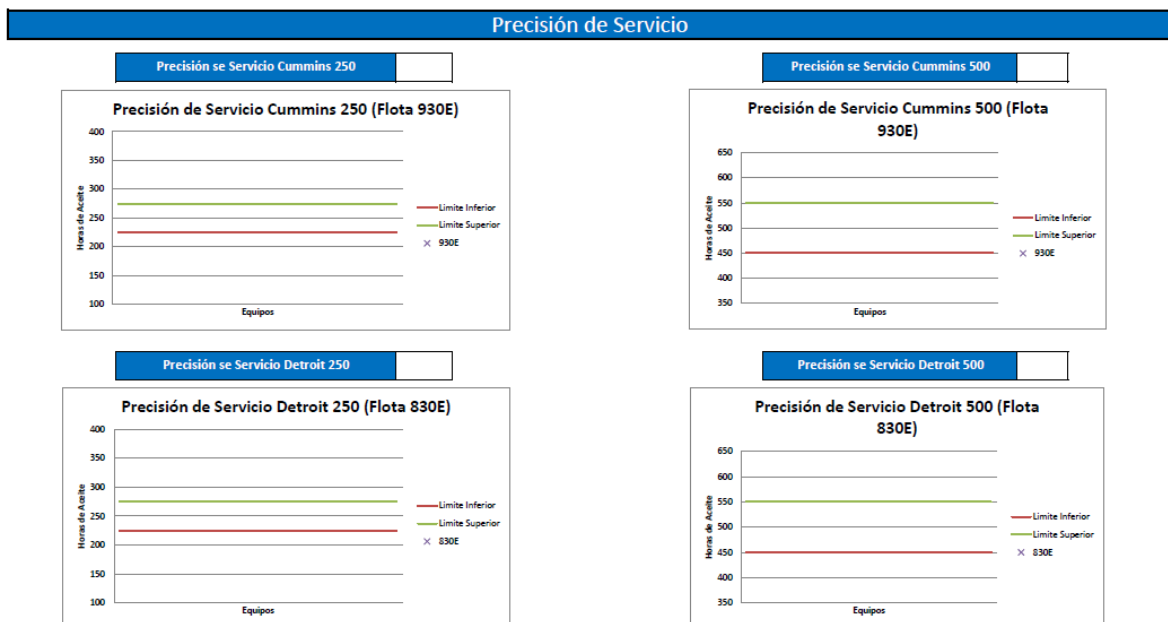 Precisión de Servicio
Precisión se Servicio Cummins 250
Precisión de Servicio Cummins 250 (Flota 930E)
400
350
300
250
200
150
100
Horas de Aceite
Equipos
Limite Inferior
Limite Superior
930E
Precisión se Servicio Cummins 500
Precisión de Servicio Cummins 500 (Flota
930E)
650
600
550
500
450
400
350
Horas de Aceite
Equipos
Limite Inferior
Limite Superior
930E
Precisión se Servicio Detroit 250
Precisión de Servicio Detroit 250 (Flota 830E)
400
350
300
250
200
150
100
Horas de Aceite
Equipos
Limite Inferior
Limite Superior
830E
Precisión se Servicio Detroit 500
Precisión de Servicio Detroit 500 (Flota
830E)
650
600
550
500
450
400
350
Horas de Aceite
Equipos
Limite Inferior
Limite Superior
830E